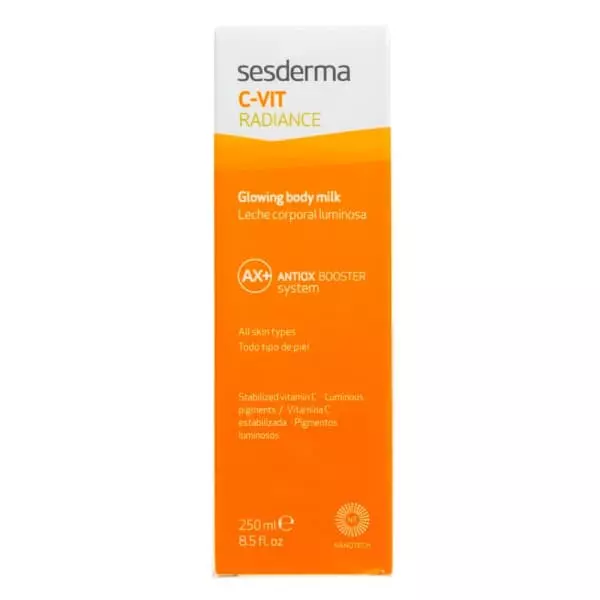 sesderma
C-VIT
RADIANCE
Glowing body milk
Leche corporal luminosa
AX+
ANTIOX BOOSTER
system
All skin types
Todo tipo de piel
Stabilized vitamin C · Luminous
pigments / Vitamina C
estabilizada · Pigmentos
luminosos
250 ml e
8.5 fl. oz
NT
NANOTECH